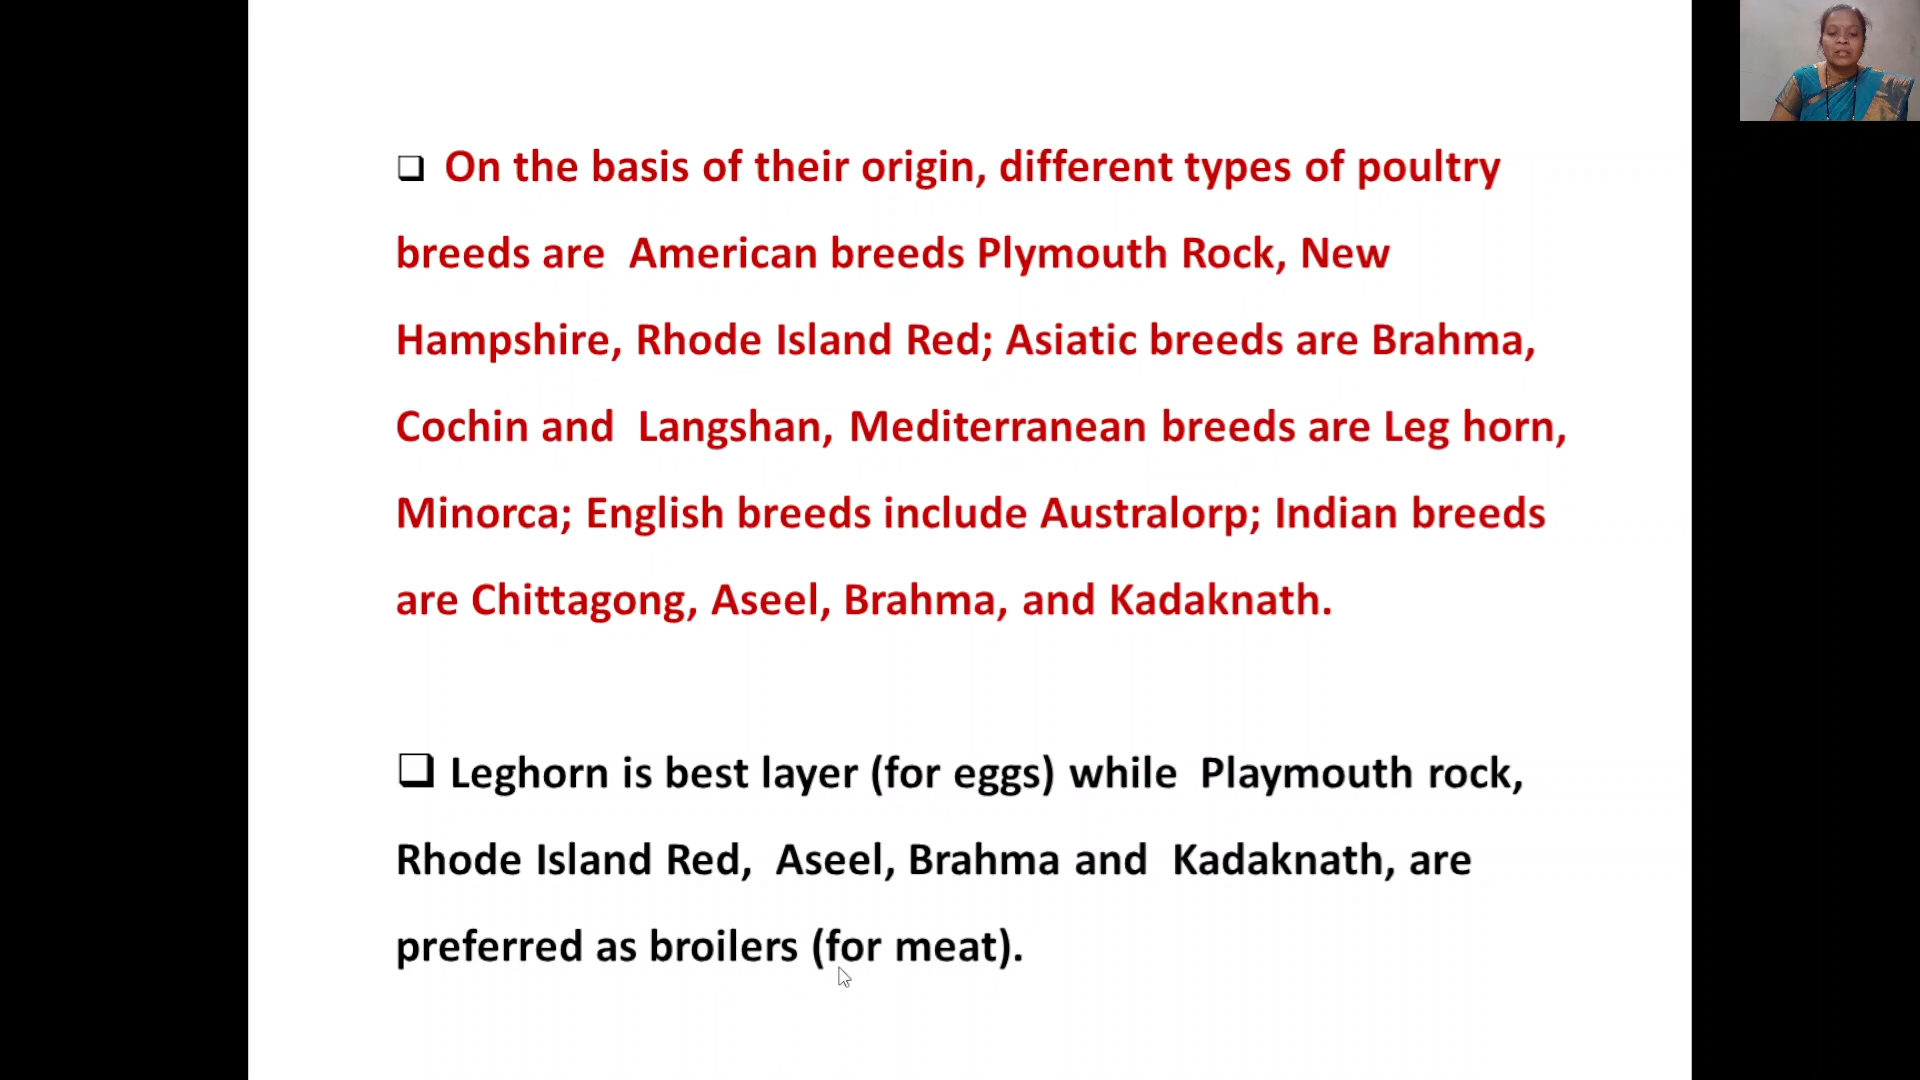 On the basis of their origin, different types of poultry
breeds are American breeds Plymouth Rock, New
Hampshire, Rhode Island Red; Asiatic breeds are Brahma,
Cochin and Langshan, Mediterranean breeds are Leg horn,
Minorca; English breeds include Australorp; Indian breeds
are Chittagong, Aseel, Brahma, and Kadaknath.
Leghorn is best layer (for eggs) while Playmouth rock,
Rhode Island Red, Aseel, Brahma and Kadaknath, are
preferred as broilers (for meat).